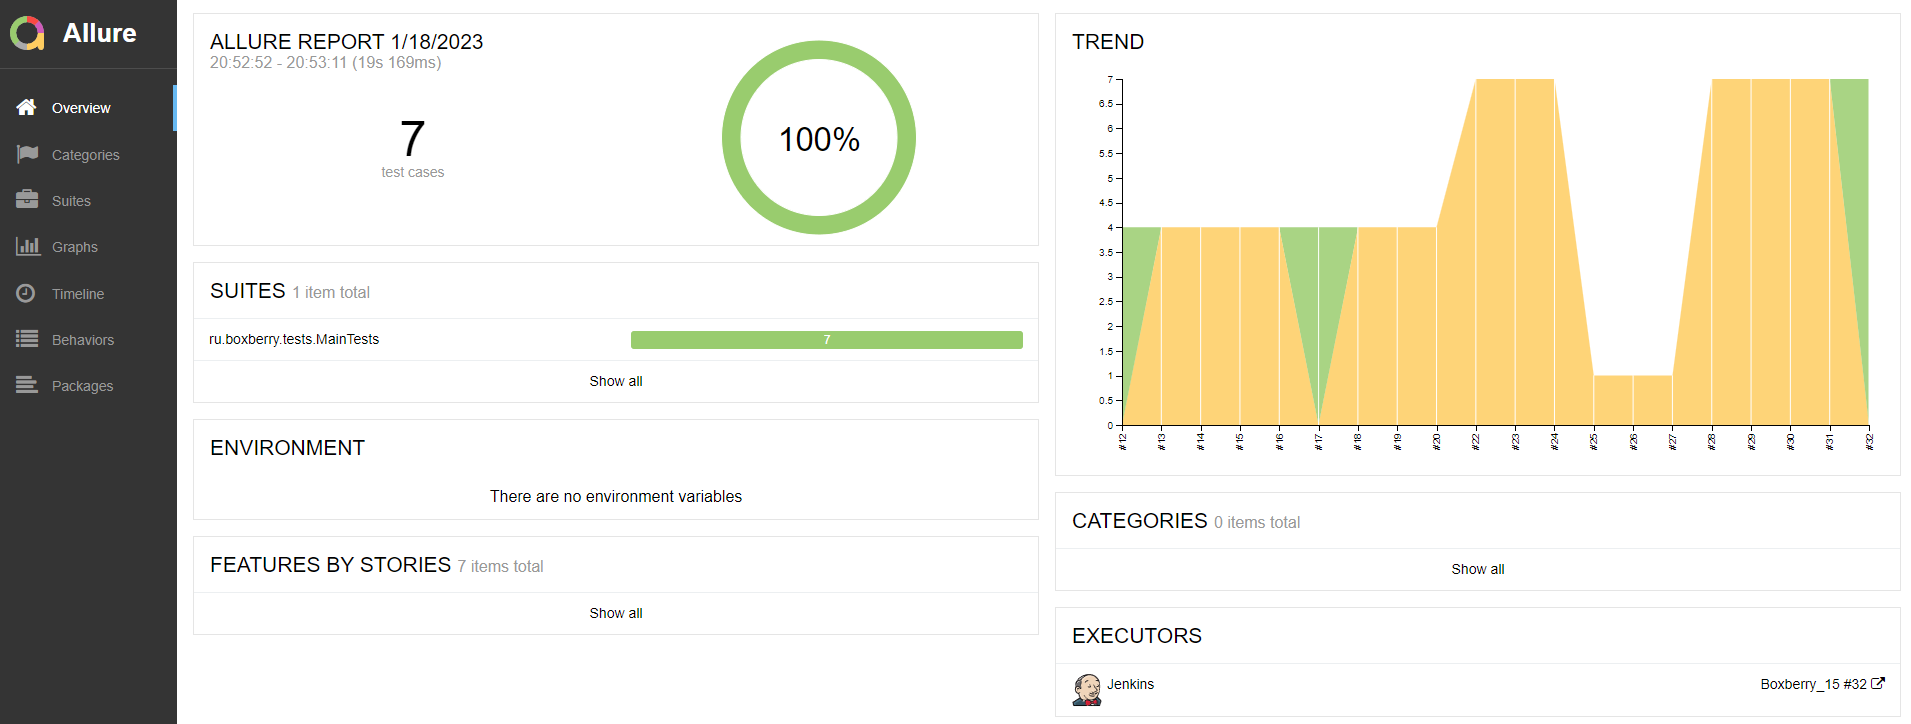 Allure
Overview
Categories
Suites
Graphs
Timeline
Behaviors
Packages
ALLURE REPORT 1/18/2023
20:52:52 - 20:53:11 (19s 169ms)
7
test cases
100%
SUITES 1 item total
ru.boxberry.tests.MainTests 7
Show all
ENVIRONMENT
There are no environment variables
FEATURES BY STORIES 7 items total
Show all
TREND
7
6.5
6
5.5
5
4.5
4
3.5
3
2.5
2
1.5
1
0.5
0
#12 #13 #14 #15 #16 #17 #18 #19 #20 #22 #23 #24 #25 #26 #27 #28 #29 #30 #31 #32
CATEGORIES 0 items total
Show all
EXECUTORS
Jenkins Boxberry_15 #32